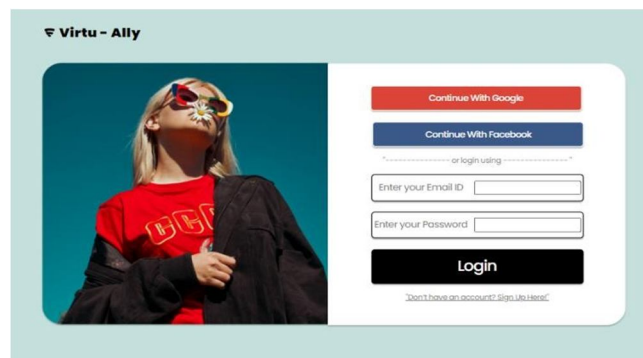 Virtu - Ally
CCC
Continue With Google
Continue With Facebook
"---------------- or login using ----------------"
Enter your Email ID
Enter your Password
Login
"Don't have an account? Sign Up Here!"